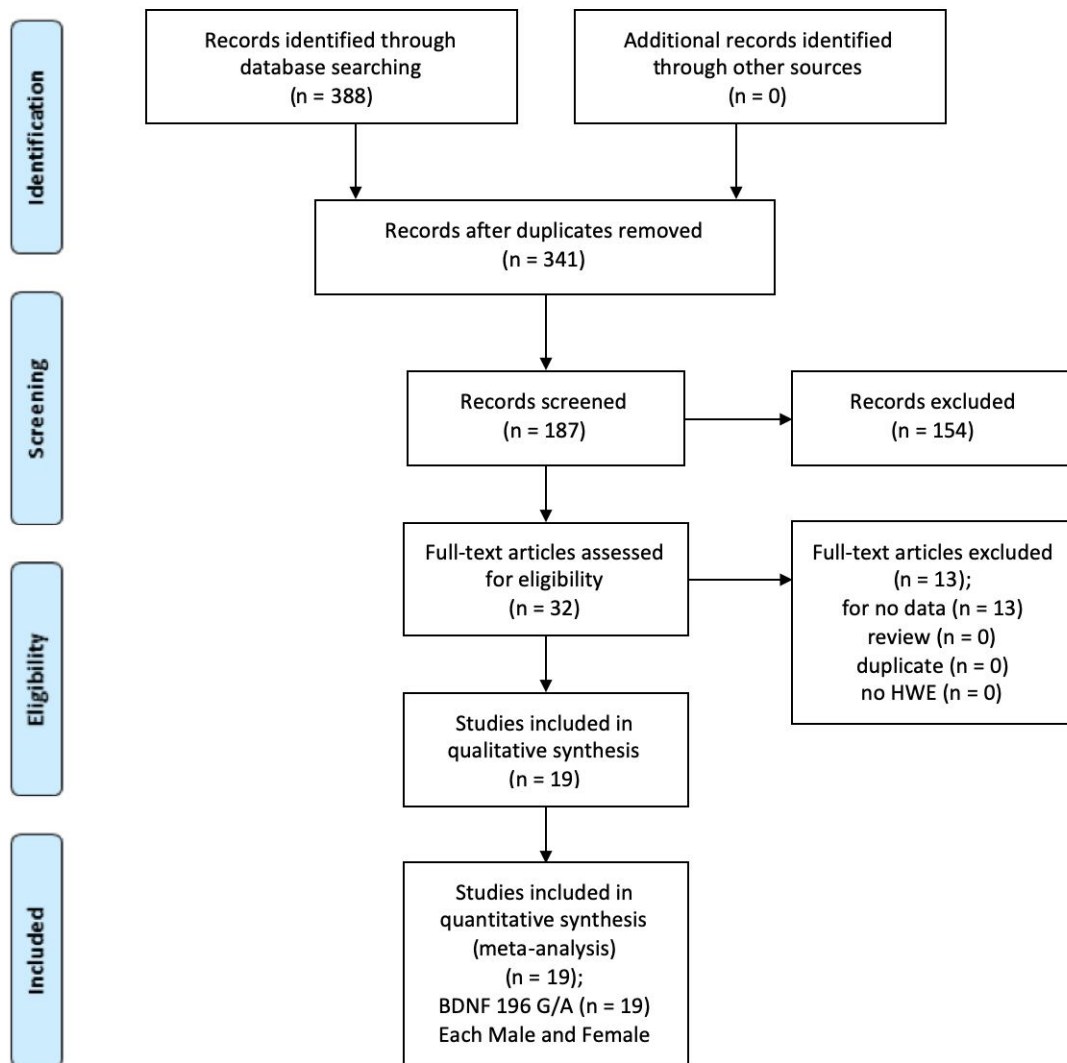 Identification
Records identified through
database searching
(n = 388)
Additional records identified
through other sources
(n = 0)
Records after duplicates removed
(n = 341)
Screening
Records screened
(n = 187)
Records excluded
(n = 154)
Eligibility
Full-text articles assessed
for eligibility
(n = 32)
Full-text articles excluded
(n = 13);
for no data (n = 13)
review (n = 0)
duplicate (n = 0)
no HWE (n = 0)
Studies included in
qualitative synthesis
(n = 19)
Included
Studies included in
quantitative synthesis
(meta-analysis)
(n = 19);
BDNF 196 G/A (n = 19)
Each Male and Female